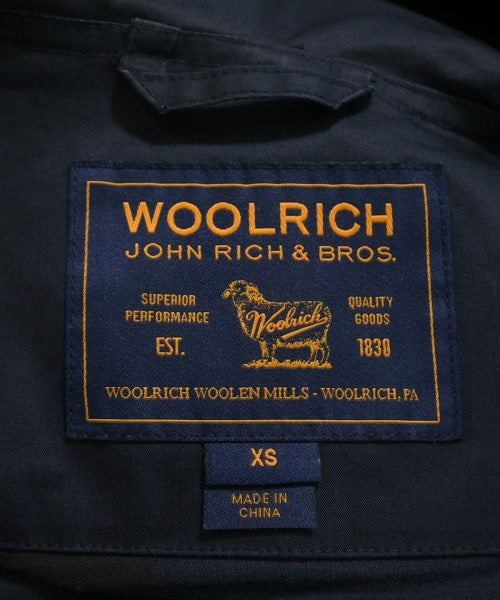 WOOLRICH
JOHN RICH & BROS.
SUPERIOR PERFORMANCE
Woolrich
QUALITY GOODS
EST. 1830
WOOLRICH WOOLEN MILLS - WOOLRICH, PA
XS
MADE IN
CHINA